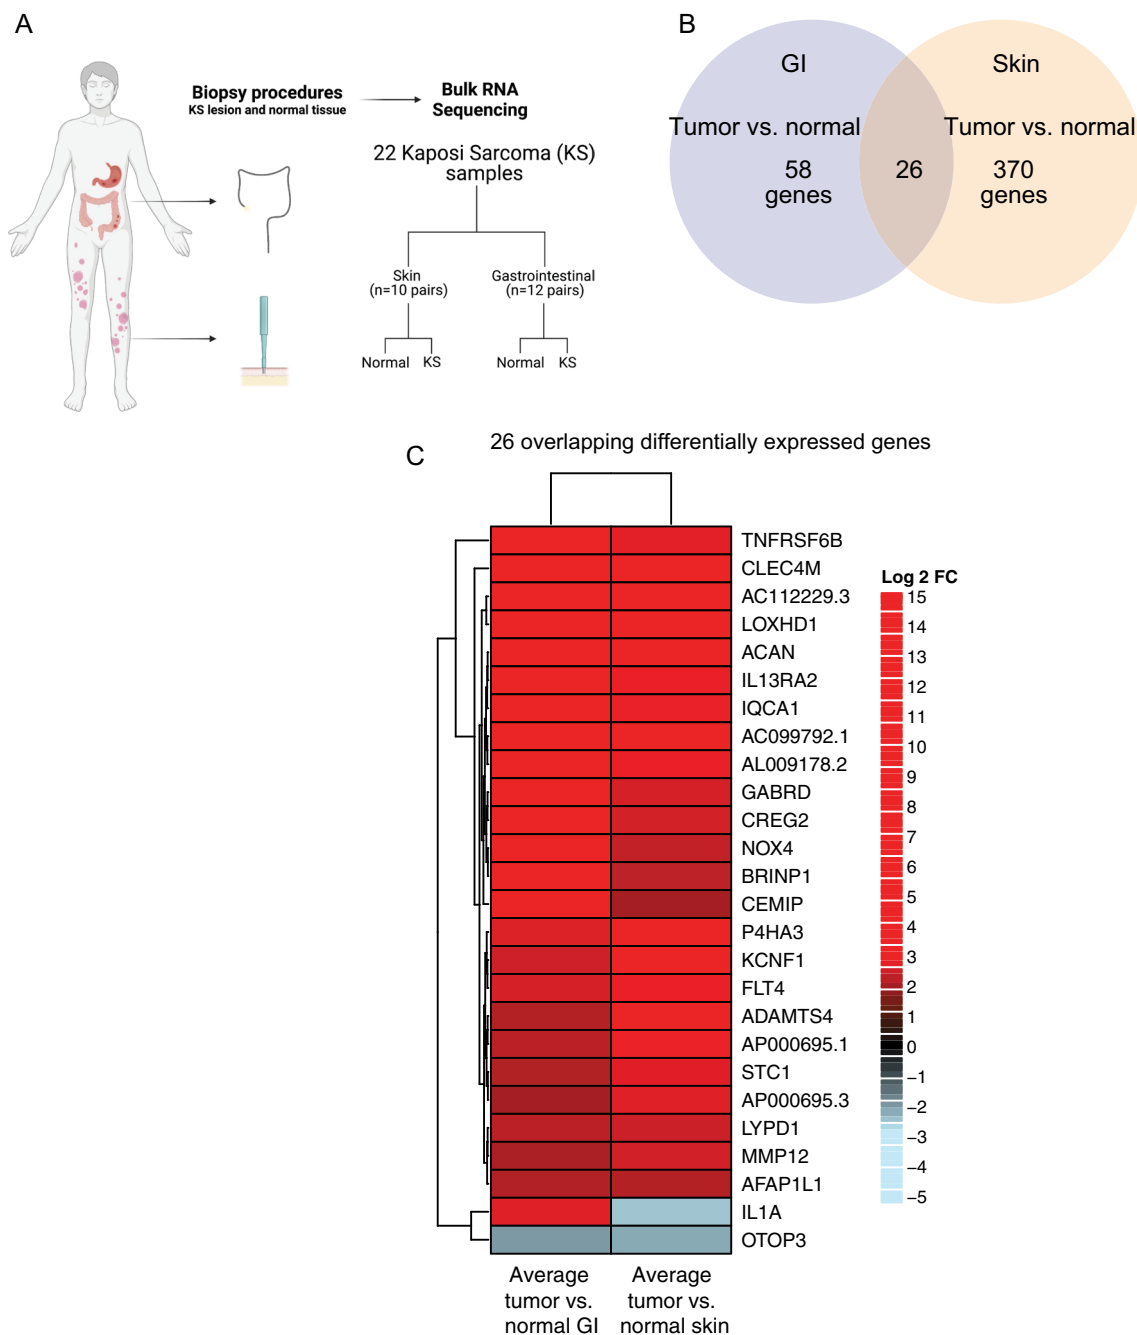 A
Biopsy procedures
KS lesion and normal tissue
Bulk RNA
Sequencing
22 Kaposi Sarcoma (KS)
samples
Skin
(n=10 pairs)
Gastrointestinal
(n=12 pairs)
Normal KS
Normal KS
B
GI
Skin
Tumor vs. normal
Tumor vs. normal
58
genes
26
370
genes
C
26 overlapping differentially expressed genes
TNFRSF6B
CLEC4M
AC112229.3
LOXHD1
ACAN
IL13RA2
IQCA1
AC099792.1
AL009178.2
GABRD
CREG2
NOX4
BRINP1
CEMIP
P4HA3
KCNF1
FLT4
ADAMTS4
AP000695.1
STC1
AP000695.3
LYPD1
MMP12
AFAP1L1
IL1A
OTOP3
Log 2 FC
15
14
13
12
11
10
9
8
7
6
5
4
3
2
1
0
−1
−2
−3
−4
−5
Average
tumor vs.
normal GI
Average
tumor vs.
normal skin